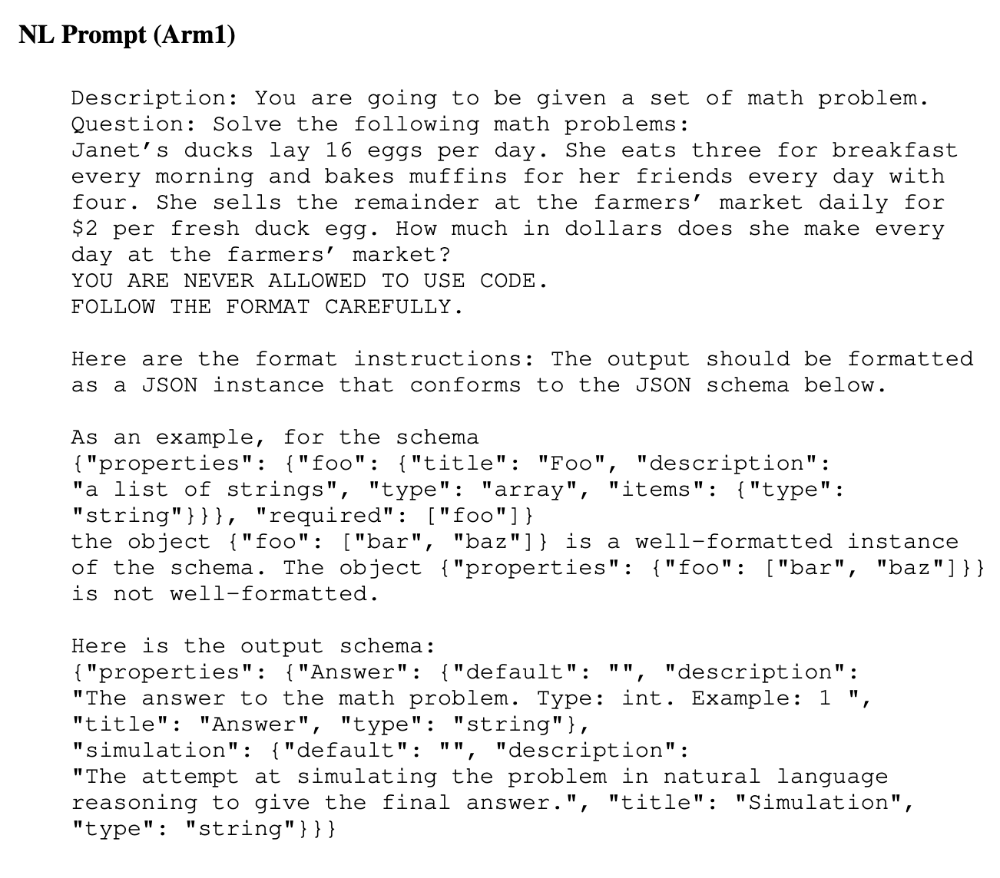 NL Prompt (Arm1)
Description: You are going to be given a set of math problem.
Question: Solve the following math problems:
Janet’s ducks lay 16 eggs per day. She eats three for breakfast
every morning and bakes muffins for her friends every day with
four. She sells the remainder at the farmers’ market daily for
$2 per fresh duck egg. How much in dollars does she make every
day at the farmers’ market?
YOU ARE NEVER ALLOWED TO USE CODE.
FOLLOW THE FORMAT CAREFULLY.
Here are the format instructions: The output should be formatted
as a JSON instance that conforms to the JSON schema below.
As an example, for the schema
{"properties": {"foo": {"title": "Foo", "description":
"a list of strings", "type": "array", "items": {"type":
"string"}}}, "required": ["foo"]}
the object {"foo": ["bar", "baz"]} is a well-formatted instance
of the schema. The object {"properties": {"foo": ["bar", "baz"]}}
is not well-formatted.
Here is the output schema:
{"properties": {"Answer": {"default": "", "description":
"The answer to the math problem. Type: int. Example: 1 ",
"title": "Answer", "type": "string"},
"simulation": {"default": "", "description":
"The attempt at simulating the problem in natural language
reasoning to give the final answer.", "title": "Simulation",
"type": "string"}}}